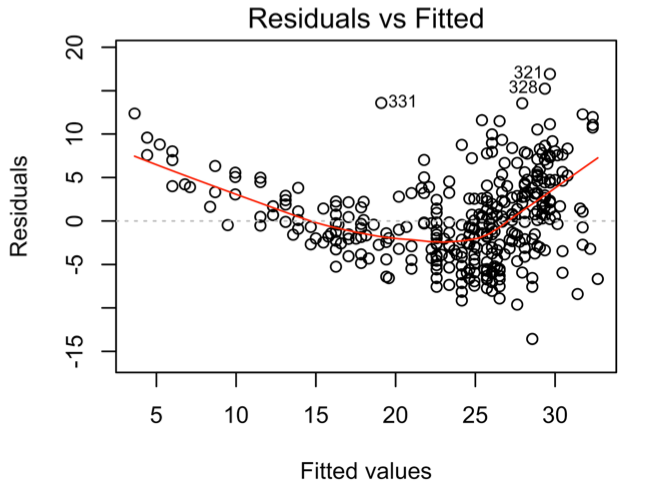 Residuals vs Fitted
20
10
5
0
-5
-15
Residuals
321
328
331
5 10 15 20 25 30
Fitted values